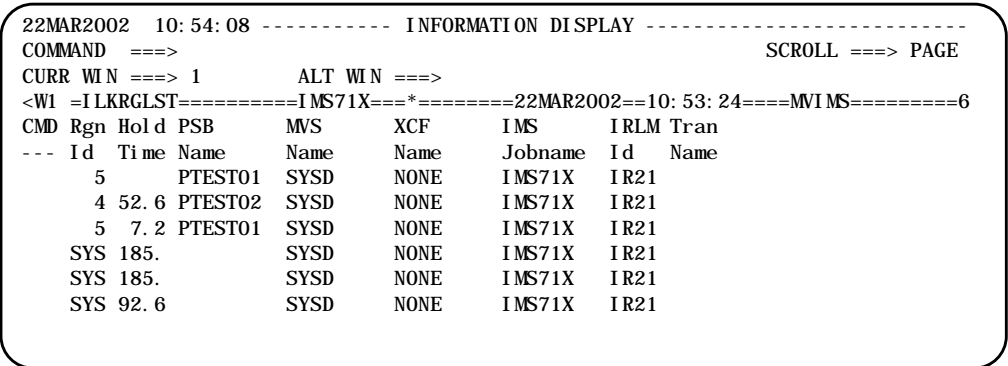 22MAR2002  10:54:08 ----------- INFORMATION DISPLAY ---------------------------
COMMAND  ===>                                                 SCROLL ===> PAGE
CURR WIN ===> 1         ALT WIN ===>
<W1 =ILKRGLST==========IMS71X===*========22MAR2002==10:53:24====MVIMS=========6
CMD Rgn Hold PSB       MVS      XCF      IMS      IRLM Tran
--- Id  Time Name      Name     Name     Jobname  Id   Name
      5      PTEST01   SYSD     NONE     IMS71X   IR21
      4 52.6 PTEST02   SYSD     NONE     IMS71X   IR21
      5  7.2 PTEST01   SYSD     NONE     IMS71X   IR21
    SYS 185.           SYSD     NONE     IMS71X   IR21
    SYS 185.           SYSD     NONE     IMS71X   IR21
    SYS 92.6           SYSD     NONE     IMS71X   IR21